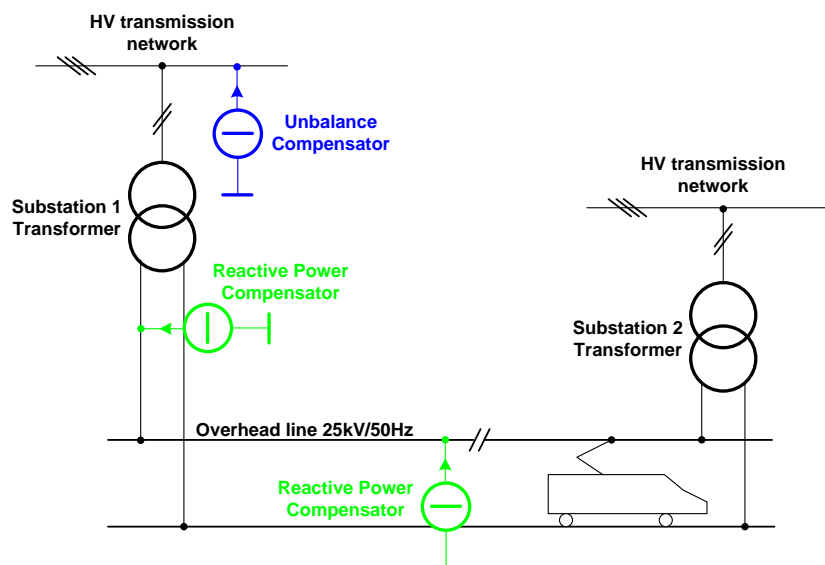 HV transmission
network
Unbalance
Compensator
HV transmission
network
Substation 1
Transformer
Reactive Power
Compensator
Substation 2
Transformer
Overhead line 25kV/50Hz
Reactive Power
Compensator